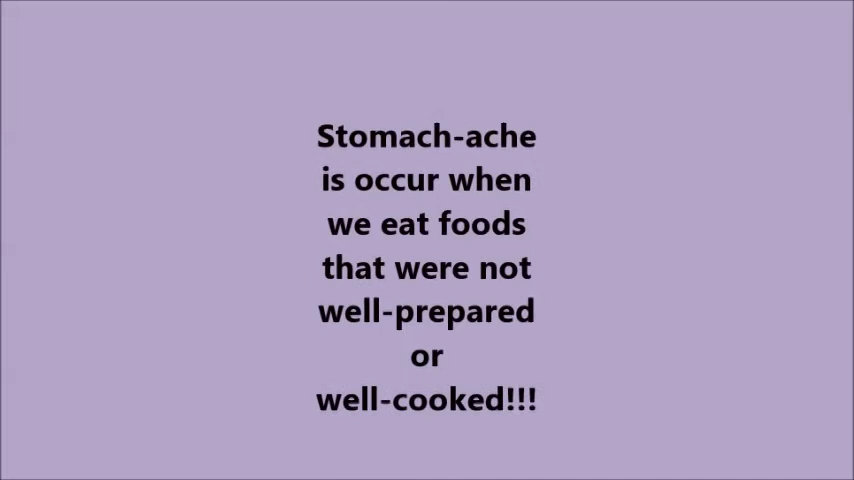 Stomach-ache
is occur when
we eat foods
that were not
well-prepared
or
well-cooked!!!